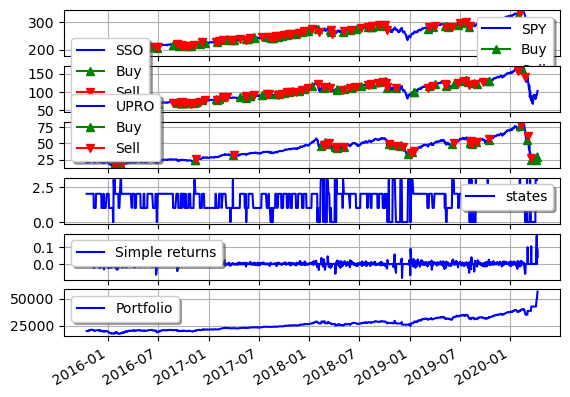 300
200
SPY
Buy
SSO
Buy
Sell
150
100
50
UPRO
Buy
Sell
75
50
25
2.5
0.0
states
0.1
0.0
Simple returns
50000
25000
Portfolio
2016-01
2016-07
2017-01
2017-07
2018-01
2018-07
2019-01
2019-07
2020-01